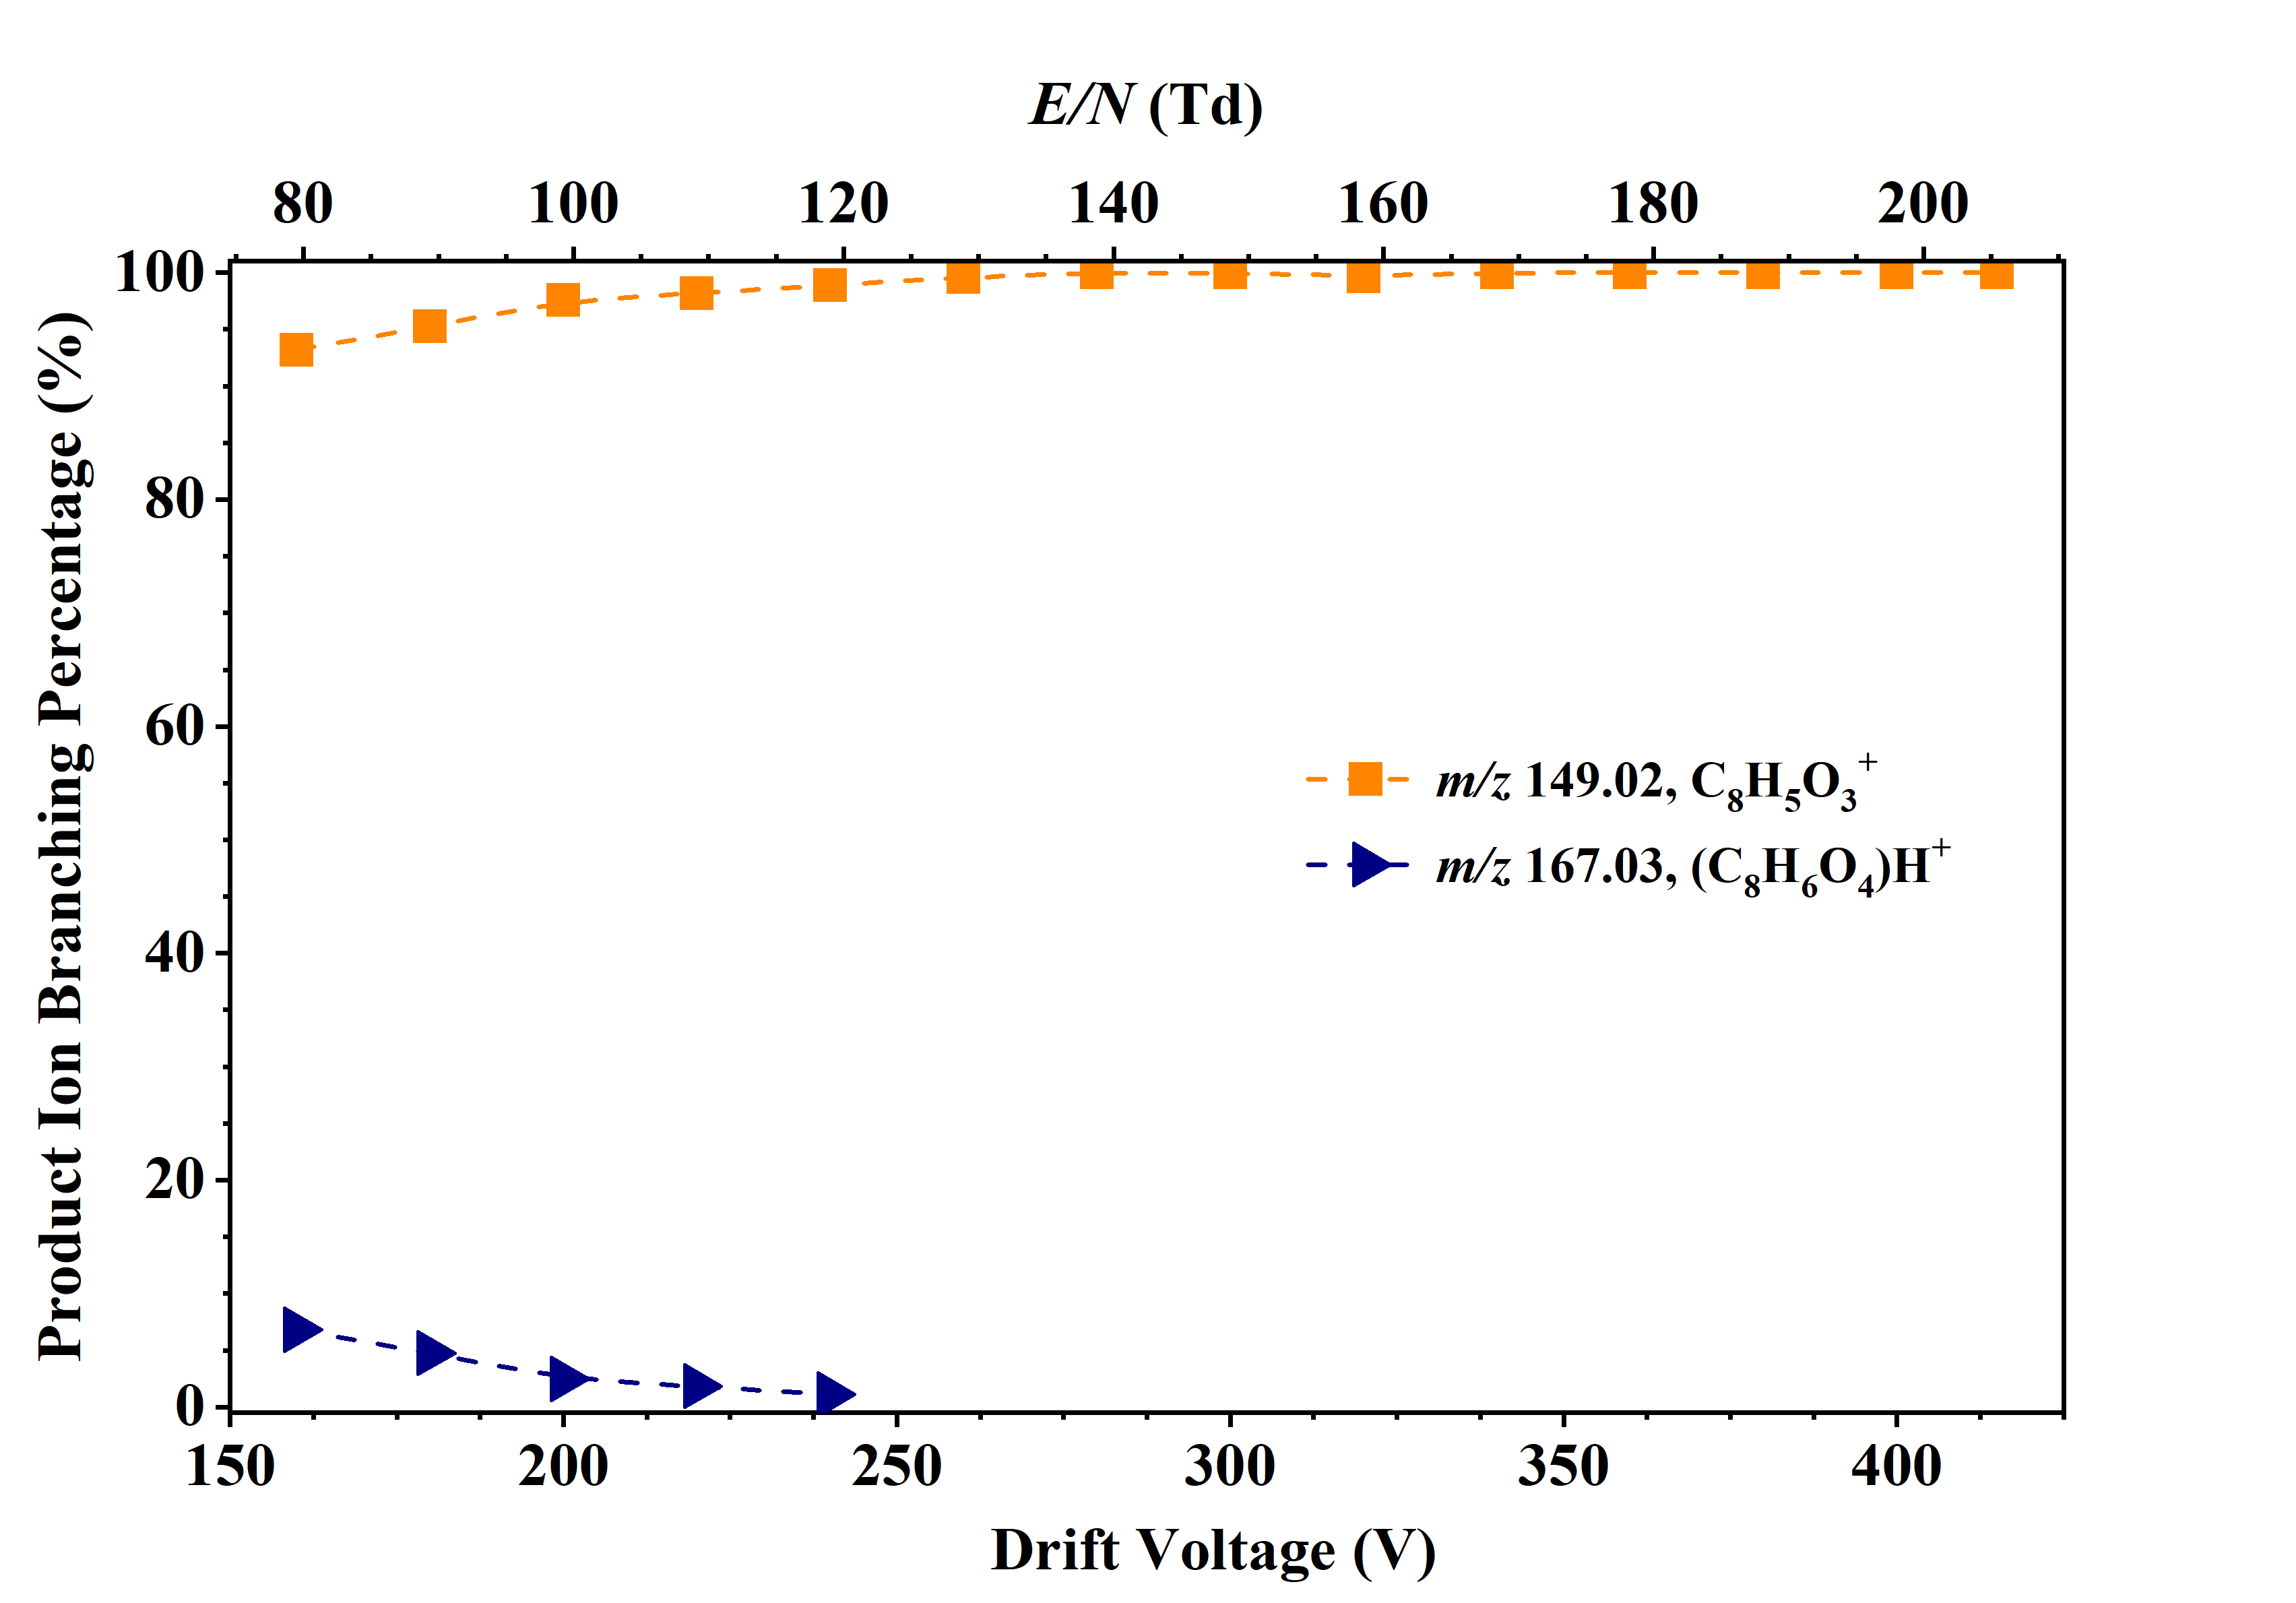 E/N (Td)
80 100 120 140 160 180 200
Product Ion Branching Percentage (%)
100
80
60
40
20
0
m/z 149.02, C₈H₅O₃⁺
m/z 167.03, (C₈H₆O₄)H⁺
150 200 250 300 350 400
Drift Voltage (V)